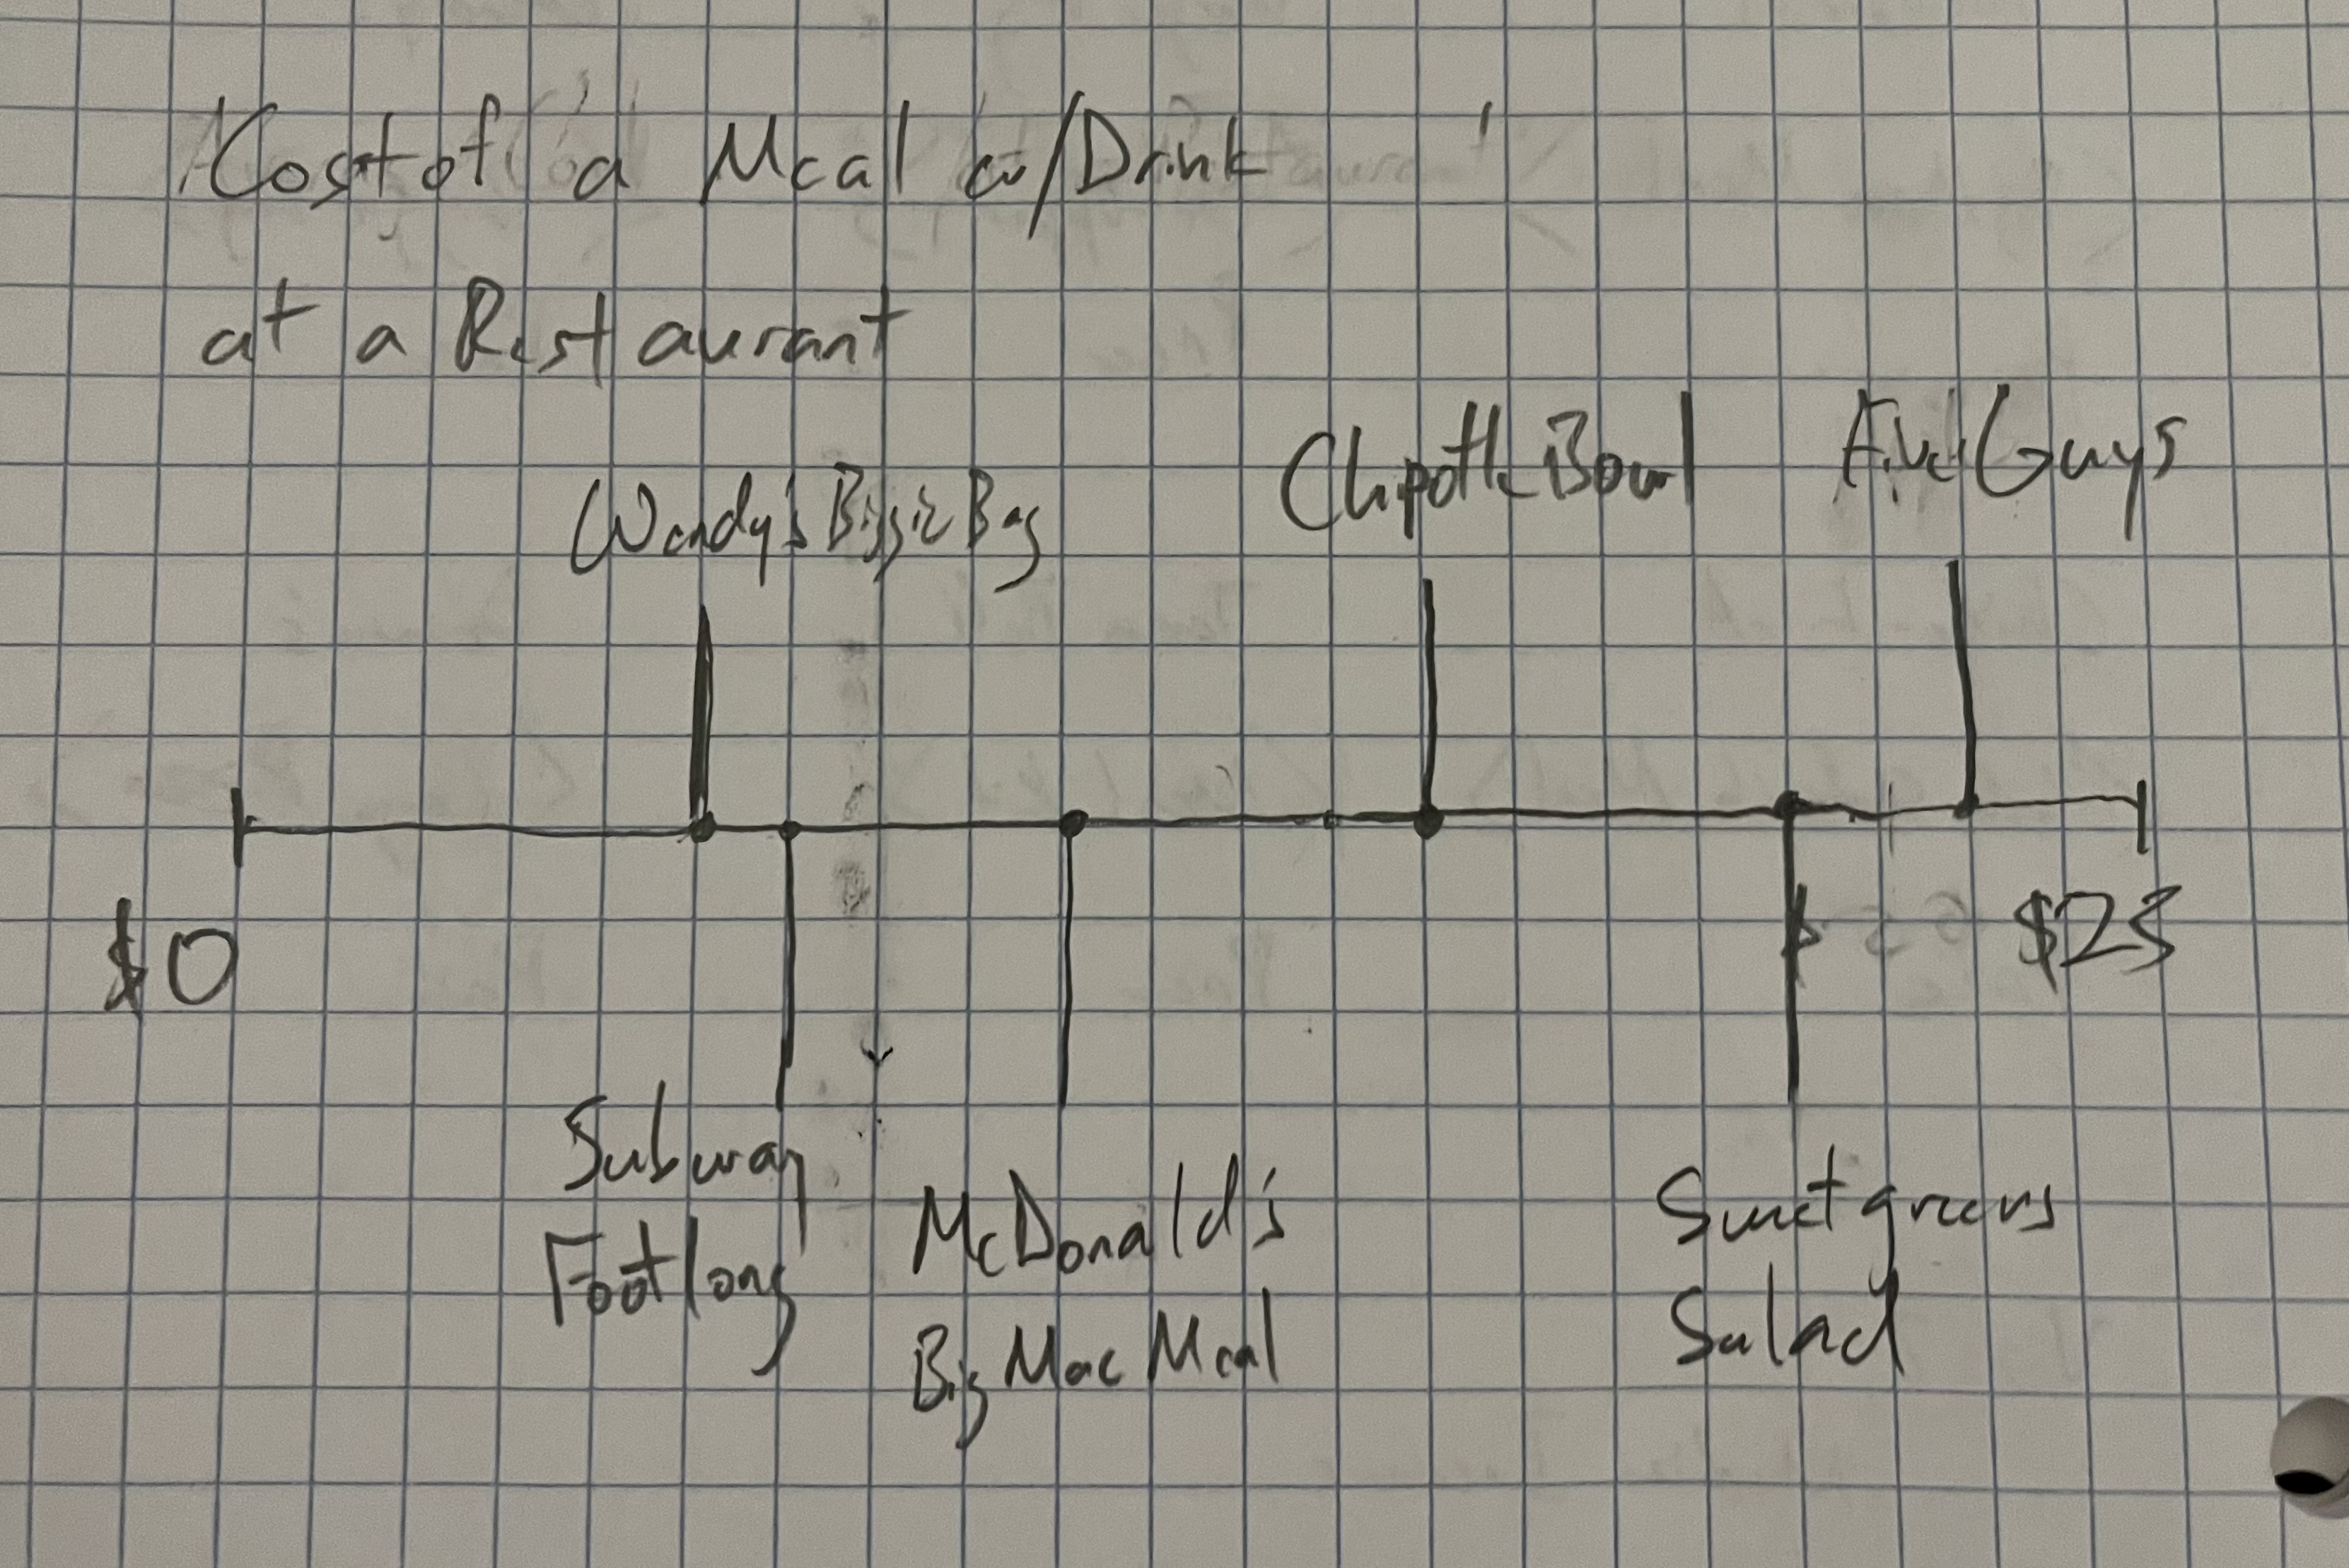 Cost of a Meal w/Drink
at a Restaurant
Wendy's Biggie Bag
Chipotle Bowl
Five Guys
$0
$25
Subway
Footlong
McDonald's
Big Mac Meal
Sweetgreens
Salad